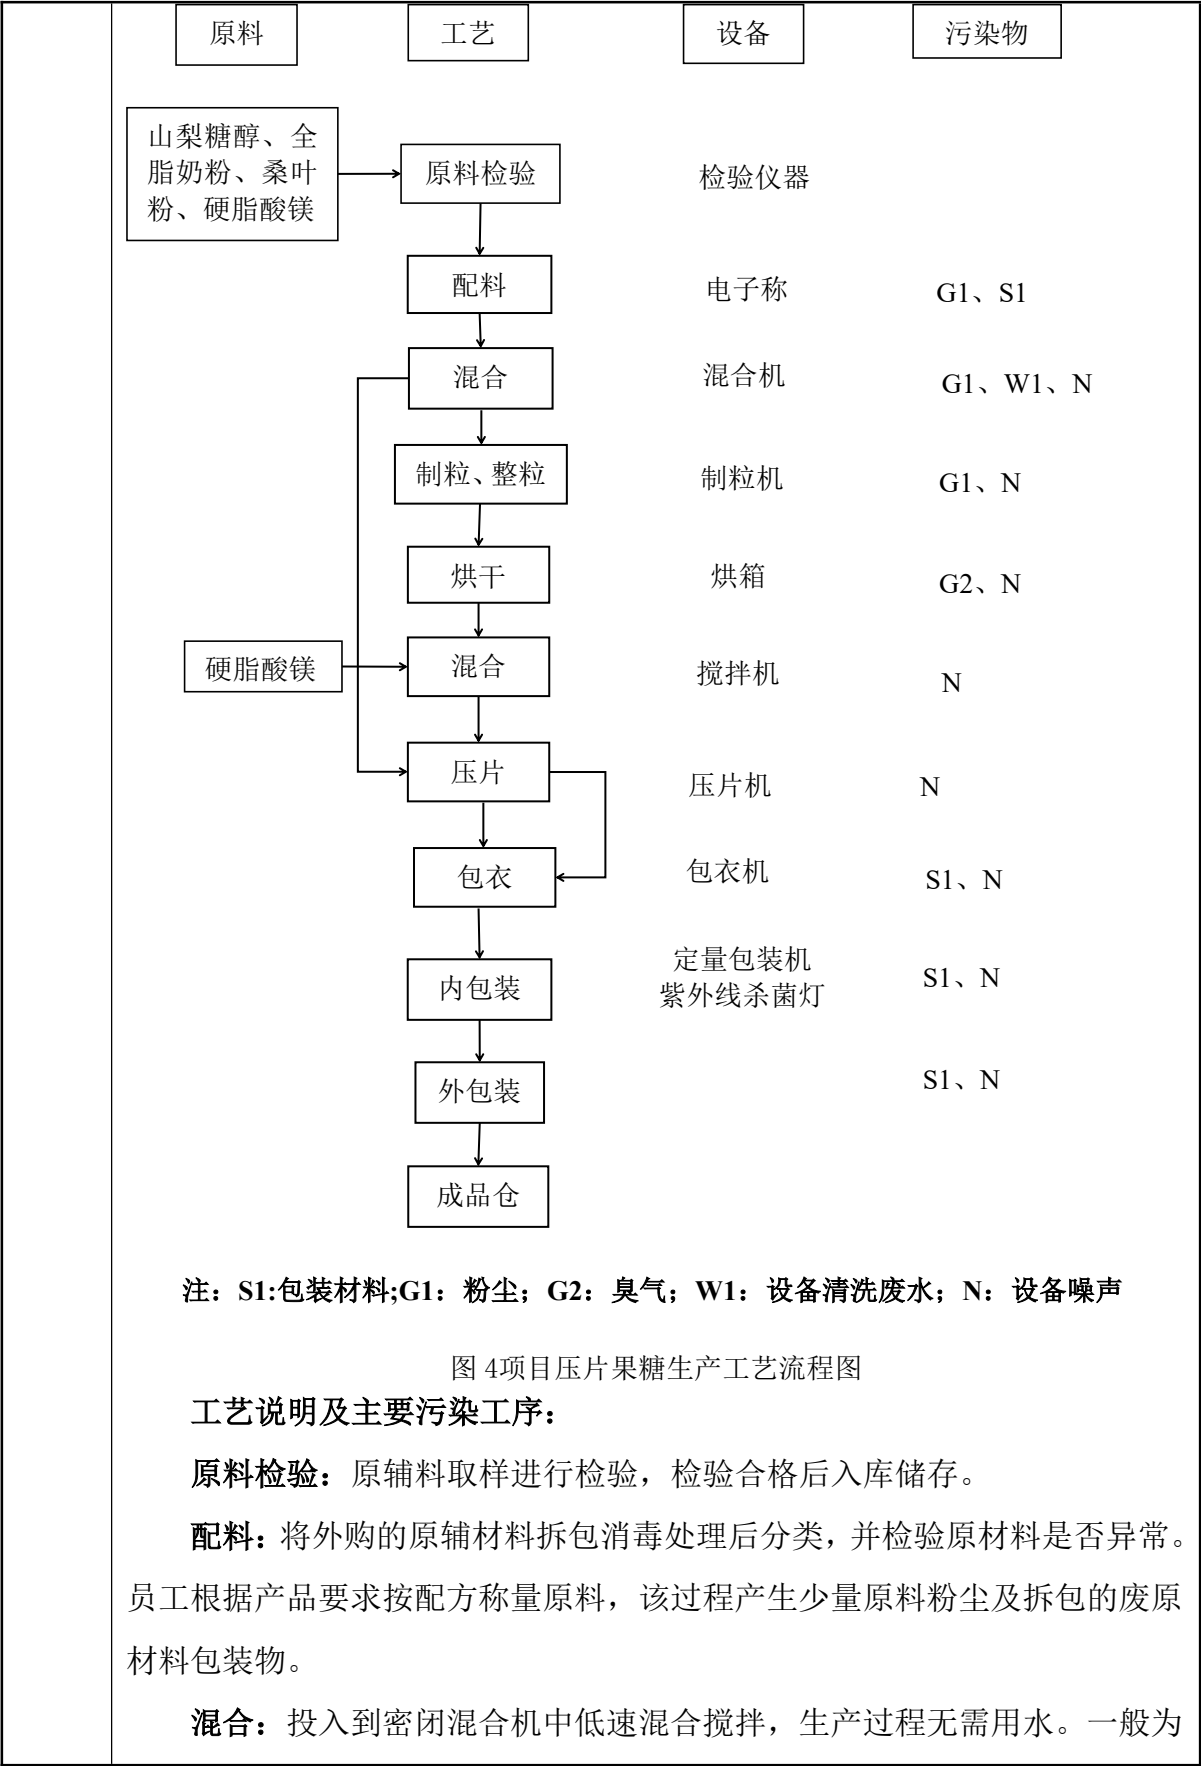 原料
工艺
设备
污染物
山梨糖醇、全
脂奶粉、桑叶
粉、硬脂酸镁
原料检验
检验仪器
配料
电子称
G1、S1
混合
混合机
G1、W1、N
制粒、整粒
制粒机
G1、N
烘干
烘箱
G2、N
硬脂酸镁
混合
搅拌机
N
压片
压片机
N
包衣
包衣机
S1、N
内包装
定量包装机
紫外线杀菌灯
S1、N
外包装
S1、N
成品仓
注：S1:包装材料;G1：粉尘；G2：臭气；W1：设备清洗废水；N：设备噪声
图 4项目压片果糖生产工艺流程图
工艺说明及主要污染工序：
原料检验：原辅料取样进行检验，检验合格后入库储存。
配料：将外购的原辅材料拆包消毒处理后分类，并检验原材料是否异常。
员工根据产品要求按配方称量原料，该过程产生少量原料粉尘及拆包的废原
材料包装物。
混合：投入到密闭混合机中低速混合搅拌，生产过程无需用水。一般为